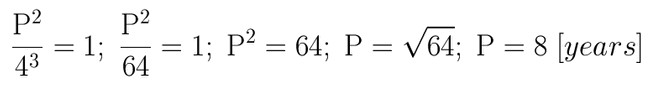 P²/4³ = 1; P²/64 = 1; P² = 64; P = √64; P = 8 [years]